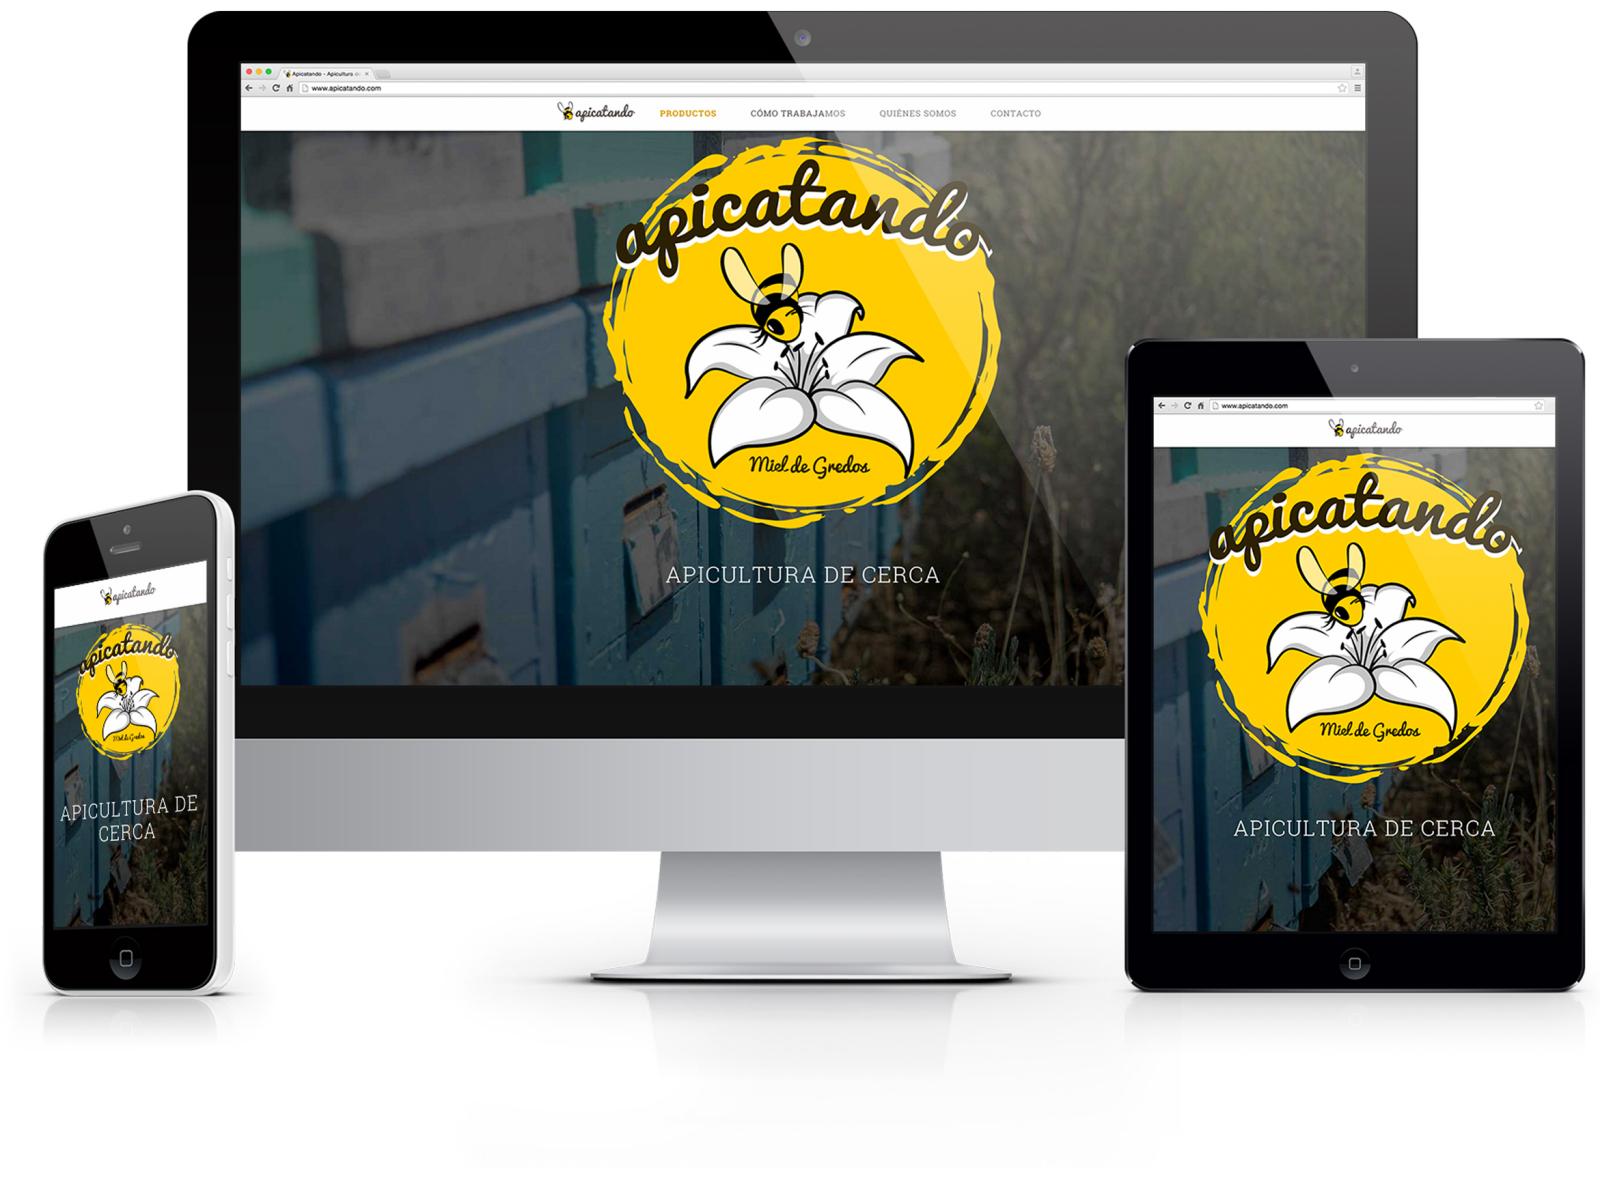 Apicatando - Apicultura de
www.apicatando.com
apicatando
PRODUCTOS
CÓMO TRABAJAMOS
QUIÉNES SOMOS
CONTACTO
apicatando
Miel de Gredos
APICULTURA DE CERCA
www.apicatando.com
apicatando
apicatando
Miel de Gredos
APICULTURA DE CERCA
apicatando
apicatando
Miel de Gredos
APICULTURA DE
CERCA